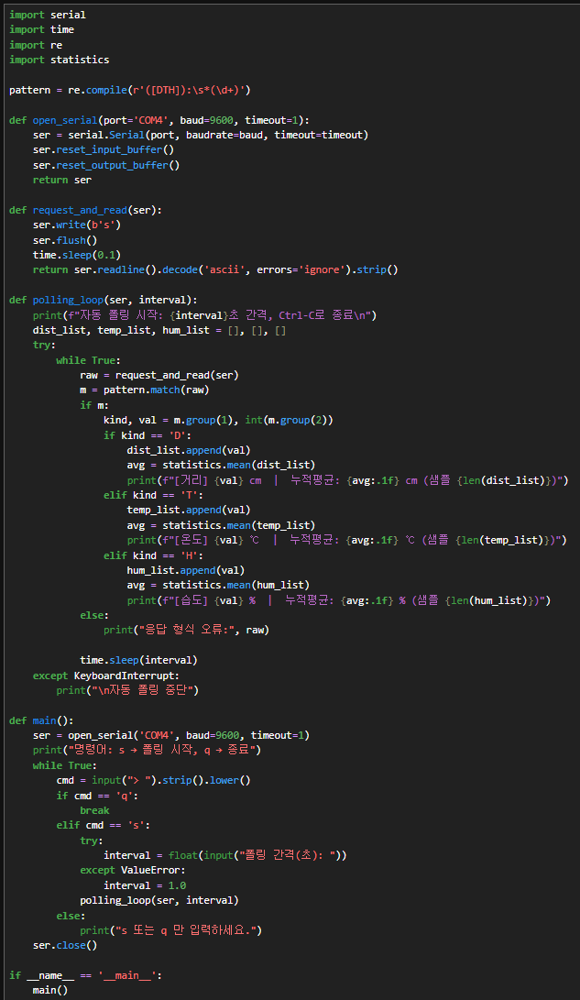 import serial
import time
import re
import statistics

pattern = re.compile(r'([DTH]):\s*(\d+)')

def open_serial(port='COM4', baud=9600, timeout=1):
    ser = serial.Serial(port, baudrate=baud, timeout=timeout)
    ser.reset_input_buffer()
    ser.reset_output_buffer()
    return ser

def request_and_read(ser):
    ser.write(b's')
    ser.flush()
    time.sleep(0.1)
    return ser.readline().decode('ascii', errors='ignore').strip()

def polling_loop(ser, interval):
    print(f"자동 폴링 시작: {interval}초 간격, Ctrl-C로 종료\n")
    dist_list, temp_list, hum_list = [], [], []
    try:
        while True:
            raw = request_and_read(ser)
            m = pattern.match(raw)
            if m:
                kind, val = m.group(1), int(m.group(2))
                if kind == 'D':
                    dist_list.append(val)
                    avg = statistics.mean(dist_list)
                    print(f"[거리] {val} cm  |  누적평균: {avg:.1f} cm (샘플 {len(dist_list)})")
                elif kind == 'T':
                    temp_list.append(val)
                    avg = statistics.mean(temp_list)
                    print(f"[온도] {val} ℃  |  누적평균: {avg:.1f} ℃ (샘플 {len(temp_list)})")
                elif kind == 'H':
                    hum_list.append(val)
                    avg = statistics.mean(hum_list)
                    print(f"[습도] {val} %  |  누적평균: {avg:.1f} % (샘플 {len(hum_list)})")
            else:
                print("응답 형식 오류:", raw)

            time.sleep(interval)
    except KeyboardInterrupt:
        print("\n자동 폴링 중단")

def main():
    ser = open_serial('COM4', baud=9600, timeout=1)
    print("명령어: s → 폴링 시작, q → 종료")
    while True:
        cmd = input("> ").strip().lower()
        if cmd == 'q':
            break
        elif cmd == 's':
            try:
                interval = float(input("폴링 간격(초): "))
            except ValueError:
                interval = 1.0
            polling_loop(ser, interval)
        else:
            print("s 또는 q 만 입력하세요.")
    ser.close()

if __name__ == '__main__':
    main()